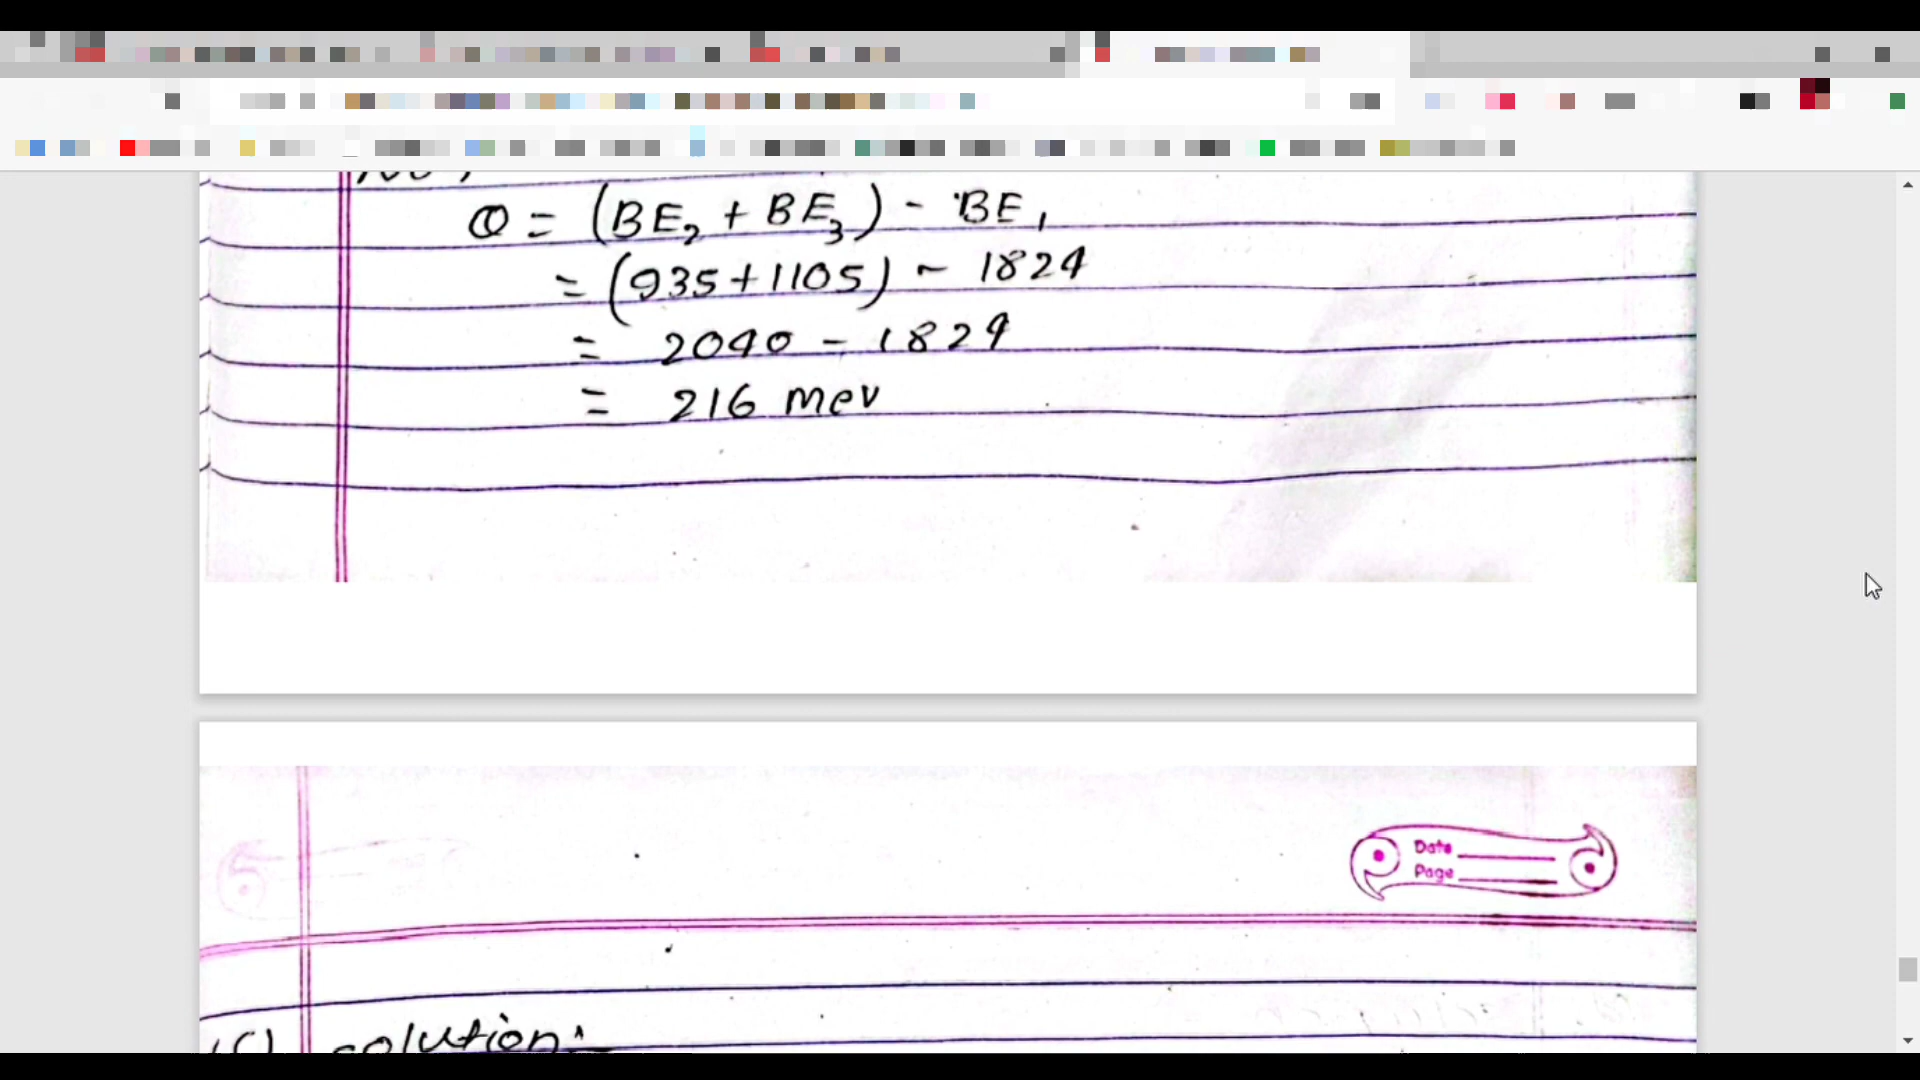 Q = (BE₂ + BE₃) - BE₁
= (935+1105) - 1824
= 2040 - 1824
= 216 mev
Date
Page
solution: